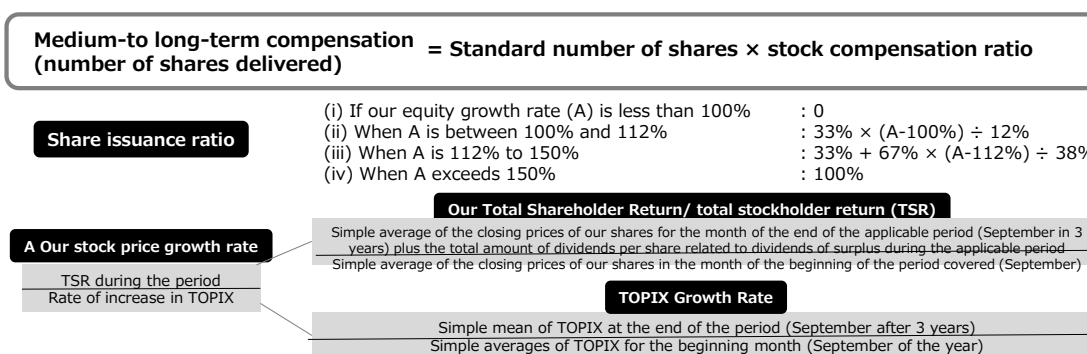 Medium-to long-term compensation
(number of shares delivered)
= Standard number of shares × stock compensation ratio
Share issuance ratio
(i) If our equity growth rate (A) is less than 100% : 0
(ii) When A is between 100% and 112% : 33% × (A-100%) ÷ 12%
(iii) When A is 112% to 150% : 33% + 67% × (A-112%) ÷ 38%
(iv) When A exceeds 150% : 100%
Our Total Shareholder Return/ total stockholder return (TSR)
A Our stock price growth rate
Simple average of the closing prices of our shares for the month of the end of the applicable period (September in 3
years) plus the total amount of dividends per share related to dividends of surplus during the applicable period
Simple average of the closing prices of our shares in the month of the beginning of the period covered (September)
TSR during the period
Rate of increase in TOPIX
TOPIX Growth Rate
Simple mean of TOPIX at the end of the period (September after 3 years)
Simple averages of TOPIX for the beginning month (September of the year)